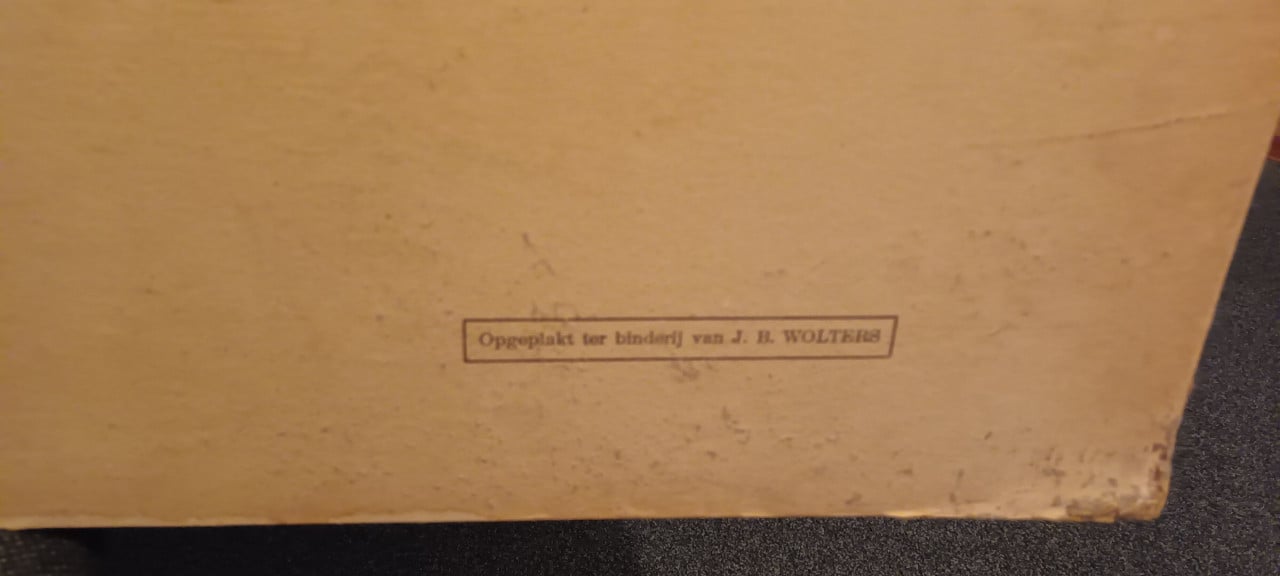 Opgeplakt ter binderij van J. B. WOLTERS